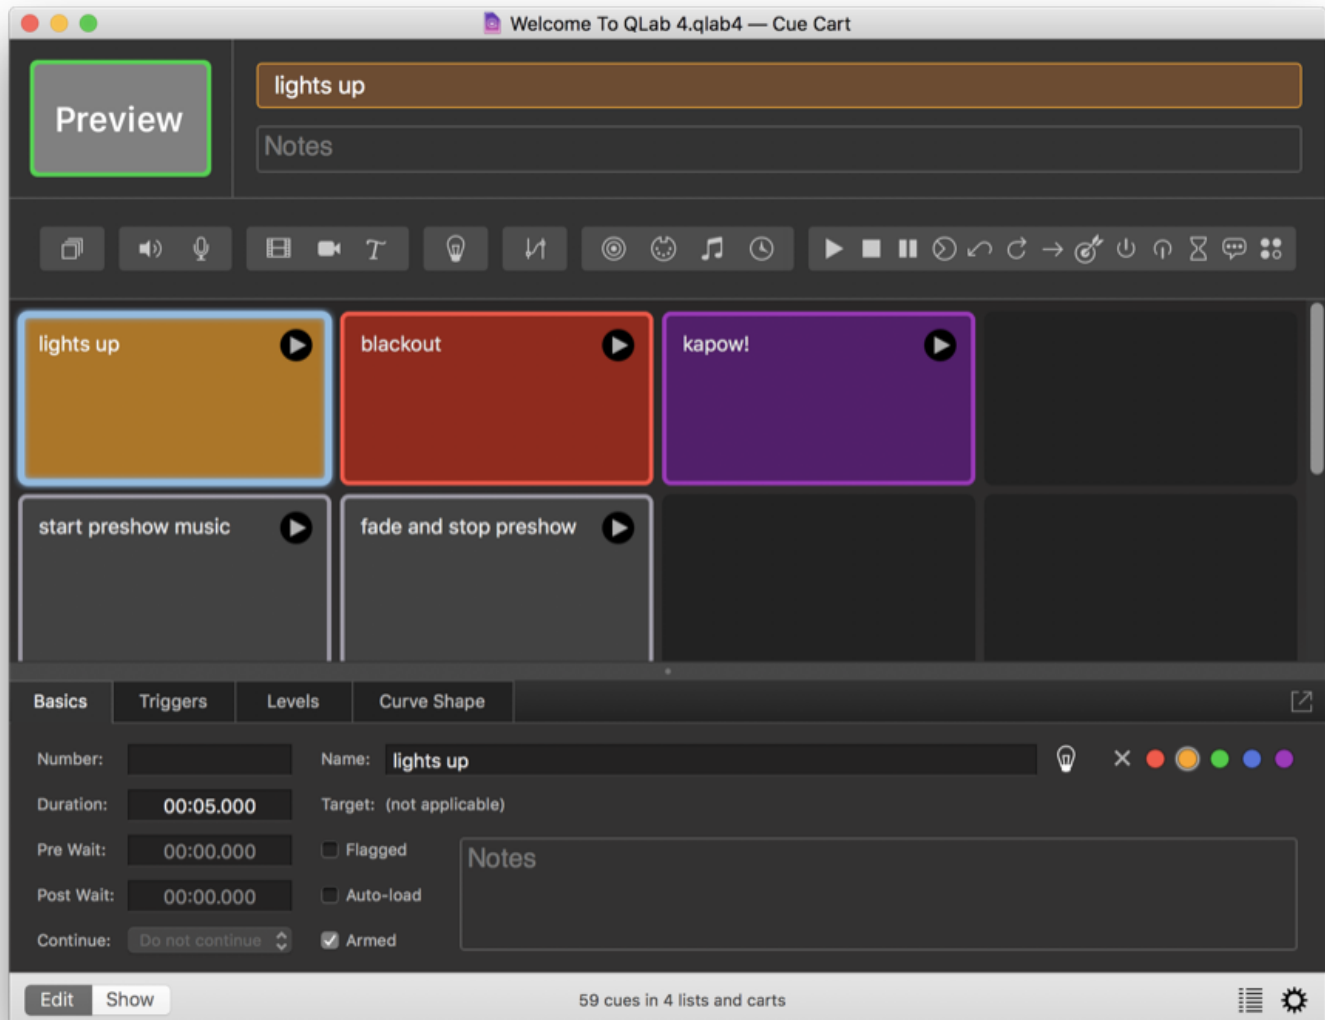 Welcome To QLab 4.qlab4 — Cue Cart
Preview
lights up
Notes
lights up
blackout
kapow!
start preshow music
fade and stop preshow
Basics
Triggers
Levels
Curve Shape
Number:
Name: lights up
Duration: 00:05.000
Target: (not applicable)
Pre Wait: 00:00.000
Flagged
Notes
Post Wait: 00:00.000
Auto-load
Continue: Do not continue
Armed
Edit
Show
59 cues in 4 lists and carts